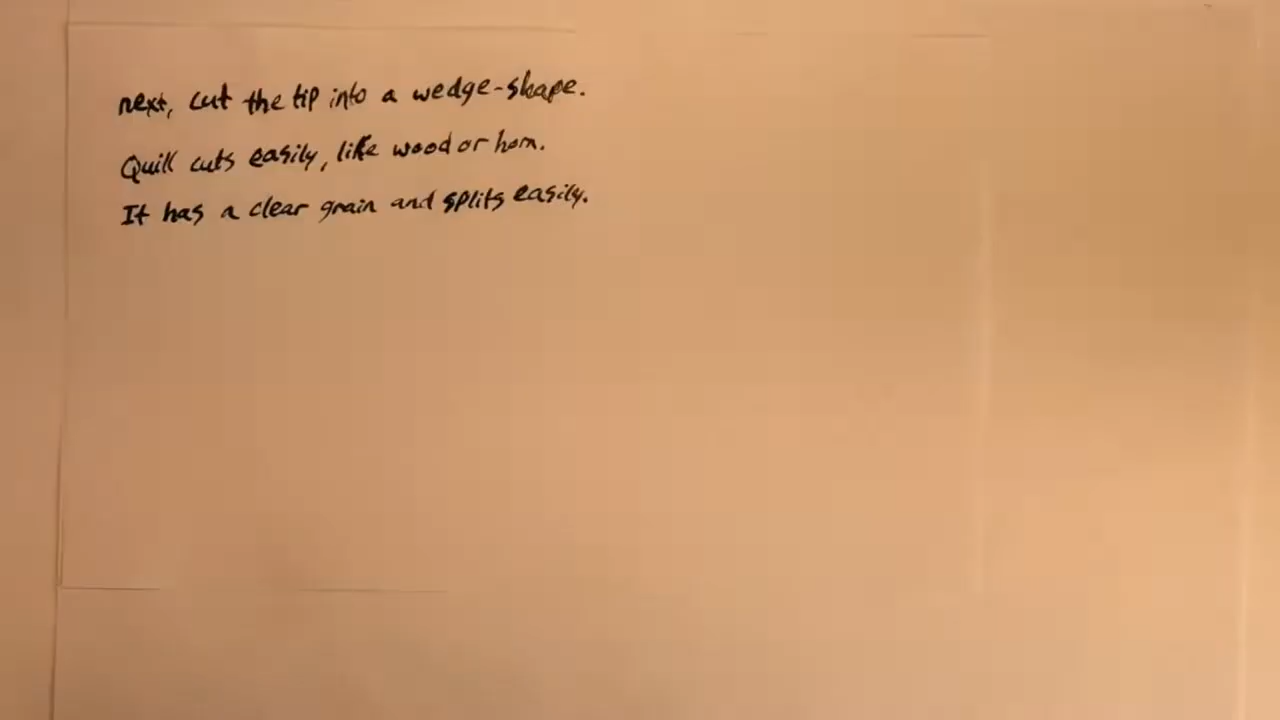 next, cut the tip into a wedge-shape.
Quill cuts easily, like wood or horn.
It has a clear grain and splits easily.